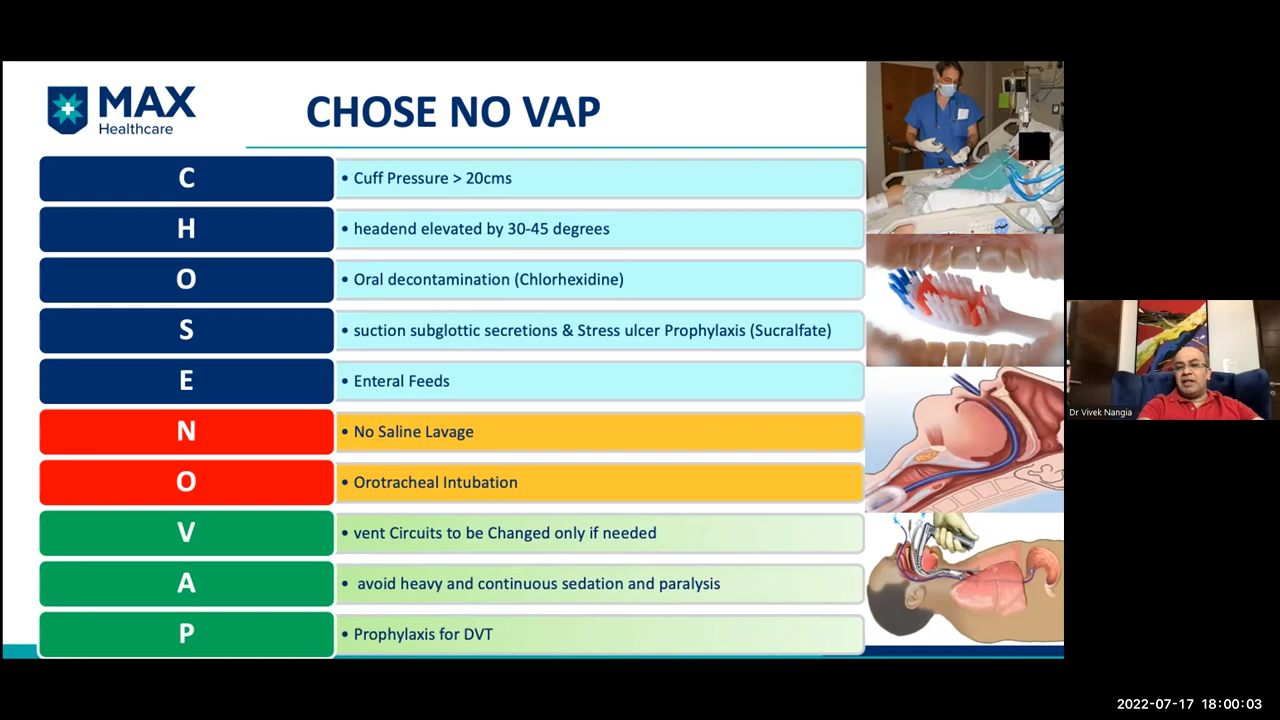 MAX
Healthcare
CHOSE NO VAP
C
• Cuff Pressure > 20cms
H
• headend elevated by 30-45 degrees
O
• Oral decontamination (Chlorhexidine)
S
• suction subglottic secretions & Stress ulcer Prophylaxis (Sucralfate)
E
• Enteral Feeds
N
• No Saline Lavage
O
• Orotracheal Intubation
V
• vent Circuits to be Changed only if needed
A
• avoid heavy and continuous sedation and paralysis
P
• Prophylaxis for DVT
Dr Vivek Nangia
2022-07-17 18:00:03